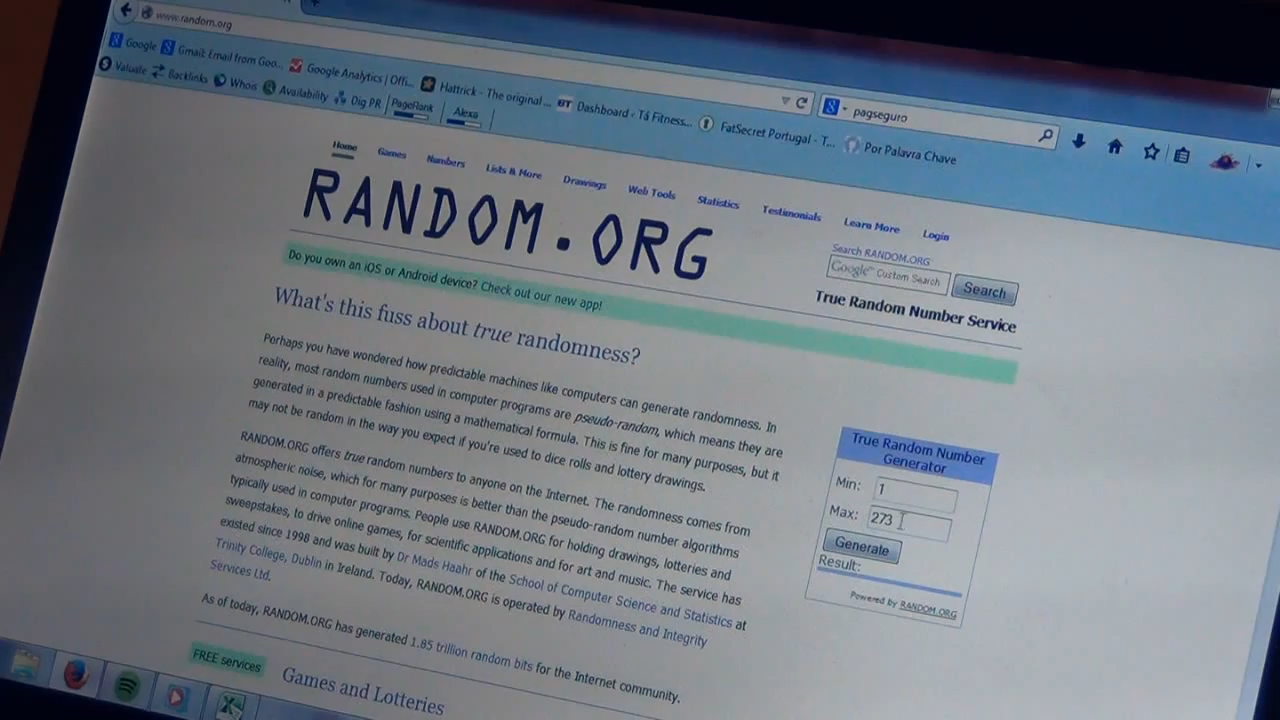 www.random.org
pagseguro
Google
Gmail: Email from Goo...
Google Analytics | Offi...
Hattrick - The original ...
Dashboard ‹ Tá Fitness...
FatSecret Portugal - T...
Por Palavra Chave
Valuate
Backlinks
Whois
Availability
Dig PR
PageRank
Alexa
Home Games Numbers Lists & More Drawings Web Tools Statistics Testimonials Learn More Login
RANDOM.ORG
Search RANDOM.ORG
Google™ Custom Search
Search
True Random Number Service
Do you own an iOS or Android device? Check out our new app!
What's this fuss about true randomness?
Perhaps you have wondered how predictable machines like computers can generate randomness. In
reality, most random numbers used in computer programs are pseudo-random, which means they are
generated in a predictable fashion using a mathematical formula. This is fine for many purposes, but it
may not be random in the way you expect if you're used to dice rolls and lottery drawings.
RANDOM.ORG offers true random numbers to anyone on the Internet. The randomness comes from
atmospheric noise, which for many purposes is better than the pseudo-random number algorithms
typically used in computer programs. People use RANDOM.ORG for holding drawings, lotteries and
sweepstakes, to drive online games, for scientific applications and for art and music. The service has
existed since 1998 and was built by Dr Mads Haahr of the School of Computer Science and Statistics at
Trinity College, Dublin in Ireland. Today, RANDOM.ORG is operated by Randomness and Integrity
Services Ltd.
As of today, RANDOM.ORG has generated 1.85 trillion random bits for the Internet community.
True Random Number
Generator
Min: 1
Max: 273
Generate
Result:
Powered by RANDOM.ORG
FREE services
Games and Lotteries